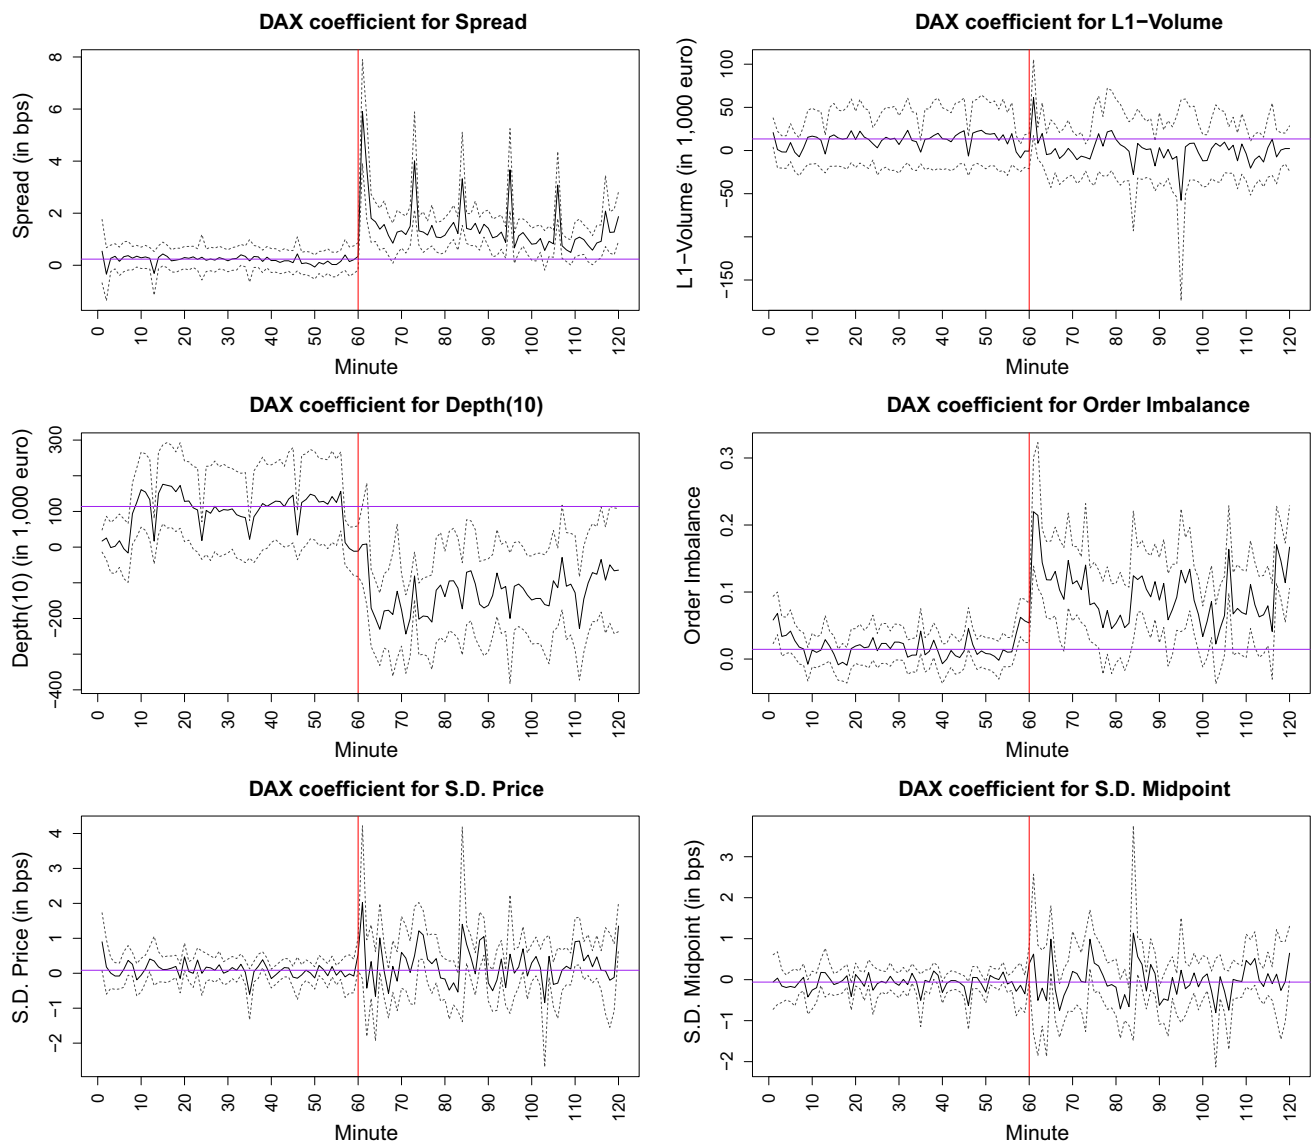 DAX coefficient for Spread
Spread (in bps)
8
6
4
2
0
0 10 20 30 40 50 60 70 80 90 100 110 120
Minute
DAX coefficient for L1−Volume
L1−Volume (in 1,000 euro)
100
50
0
−50
−150
0 10 20 30 40 50 60 70 80 90 100 110 120
Minute
DAX coefficient for Depth(10)
Depth(10) (in 1,000 euro)
300
100
0
−200
−400
0 10 20 30 40 50 60 70 80 90 100 110 120
Minute
DAX coefficient for Order Imbalance
Order Imbalance
0.3
0.2
0.1
0.0
0 10 20 30 40 50 60 70 80 90 100 110 120
Minute
DAX coefficient for S.D. Price
S.D. Price (in bps)
4
3
2
1
0
−1
−2
0 10 20 30 40 50 60 70 80 90 100 110 120
Minute
DAX coefficient for S.D. Midpoint
S.D. Midpoint (in bps)
3
2
1
0
−1
−2
0 10 20 30 40 50 60 70 80 90 100 110 120
Minute